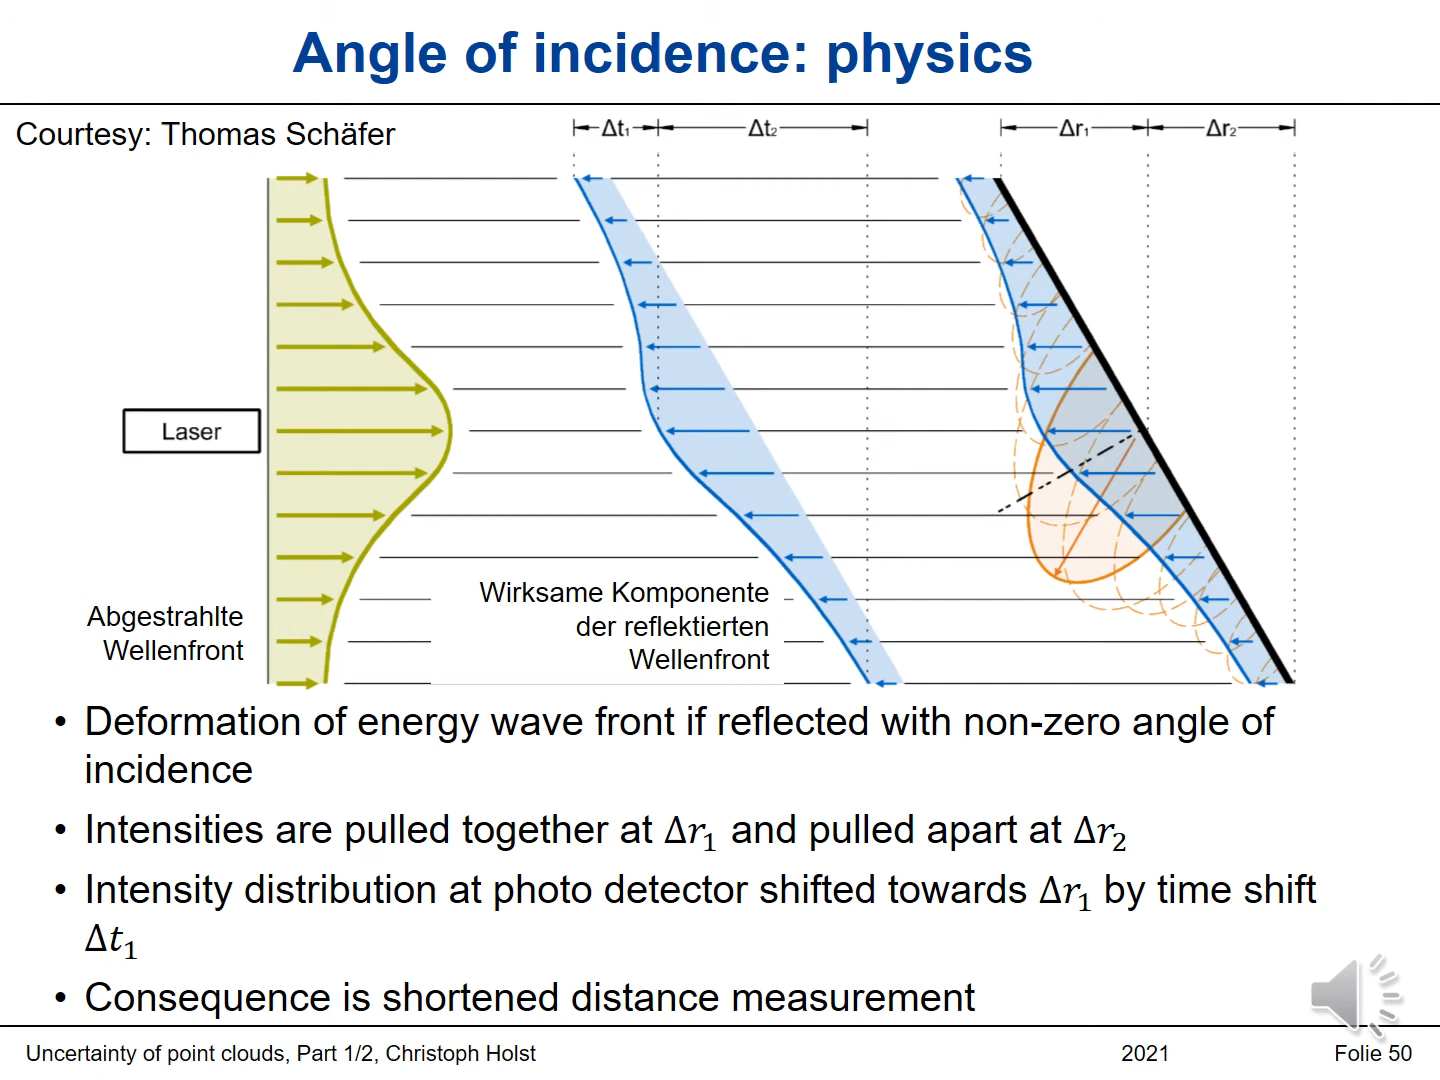 Angle of incidence: physics
Courtesy: Thomas Schäfer
Δt₁
Δt₂
Δr₁
Δr₂
Laser
Abgestrahlte
Wellenfront
Wirksame Komponente
der reflektierten
Wellenfront
• Deformation of energy wave front if reflected with non-zero angle of
incidence
• Intensities are pulled together at Δr₁ and pulled apart at Δr₂
• Intensity distribution at photo detector shifted towards Δr₁ by time shift
Δt₁
• Consequence is shortened distance measurement
Uncertainty of point clouds, Part 1/2, Christoph Holst
2021
Folie 50